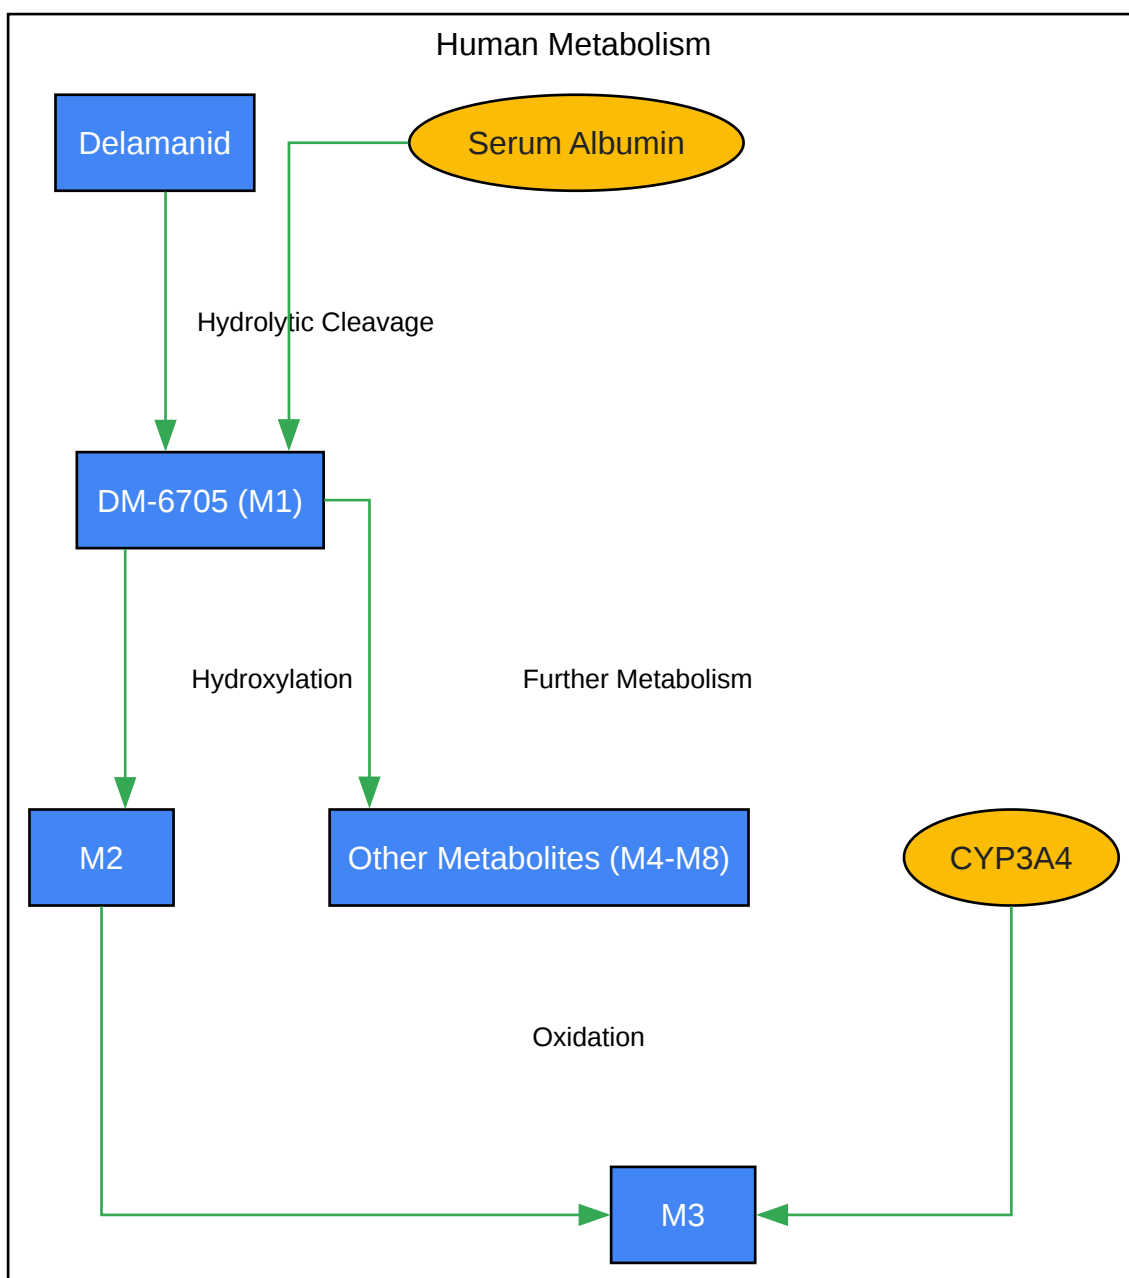 Human Metabolism
Delamanid
Serum Albumin
Hydrolytic Cleavage
DM-6705 (M1)
Hydroxylation
Further Metabolism
M2
Other Metabolites (M4-M8)
CYP3A4
Oxidation
M3